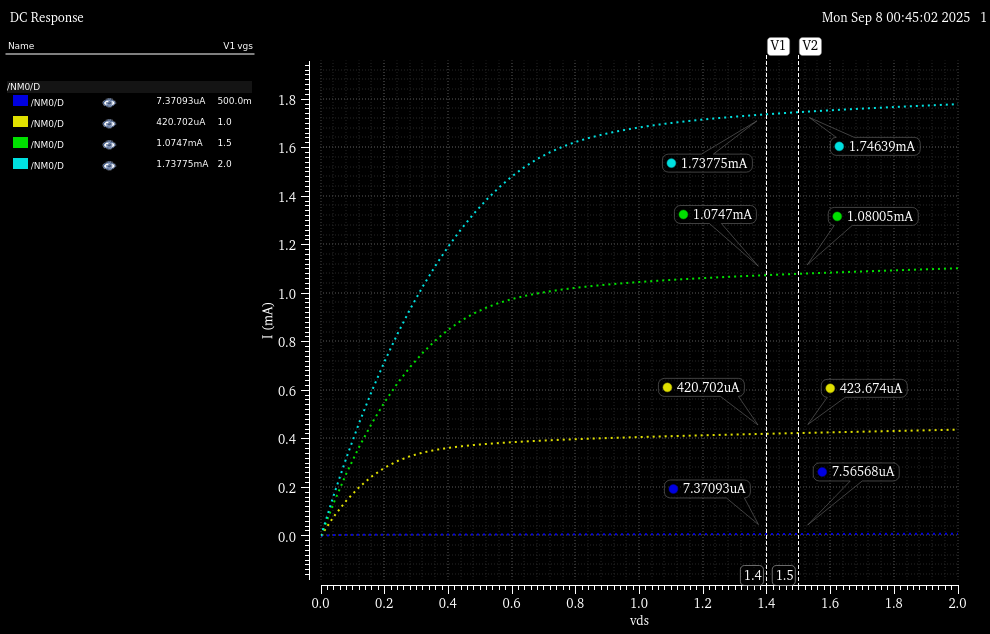 DC Response
Mon Sep 8 00:45:02 2025 1
Name V1 vgs
V1 V2
/NM0/D
/NM0/D 7.37093uA 500.0m
/NM0/D 420.702uA 1.0
/NM0/D 1.0747mA 1.5
/NM0/D 1.73775mA 2.0
I (mA)
1.8
1.6
1.4
1.2
1.0
0.8
0.6
0.4
0.2
0.0
1.73775mA 1.74639mA
1.0747mA 1.08005mA
420.702uA 423.674uA
7.37093uA 7.56568uA
1.4 1.5
0.0 0.2 0.4 0.6 0.8 1.0 1.2 1.4 1.6 1.8 2.0
vds